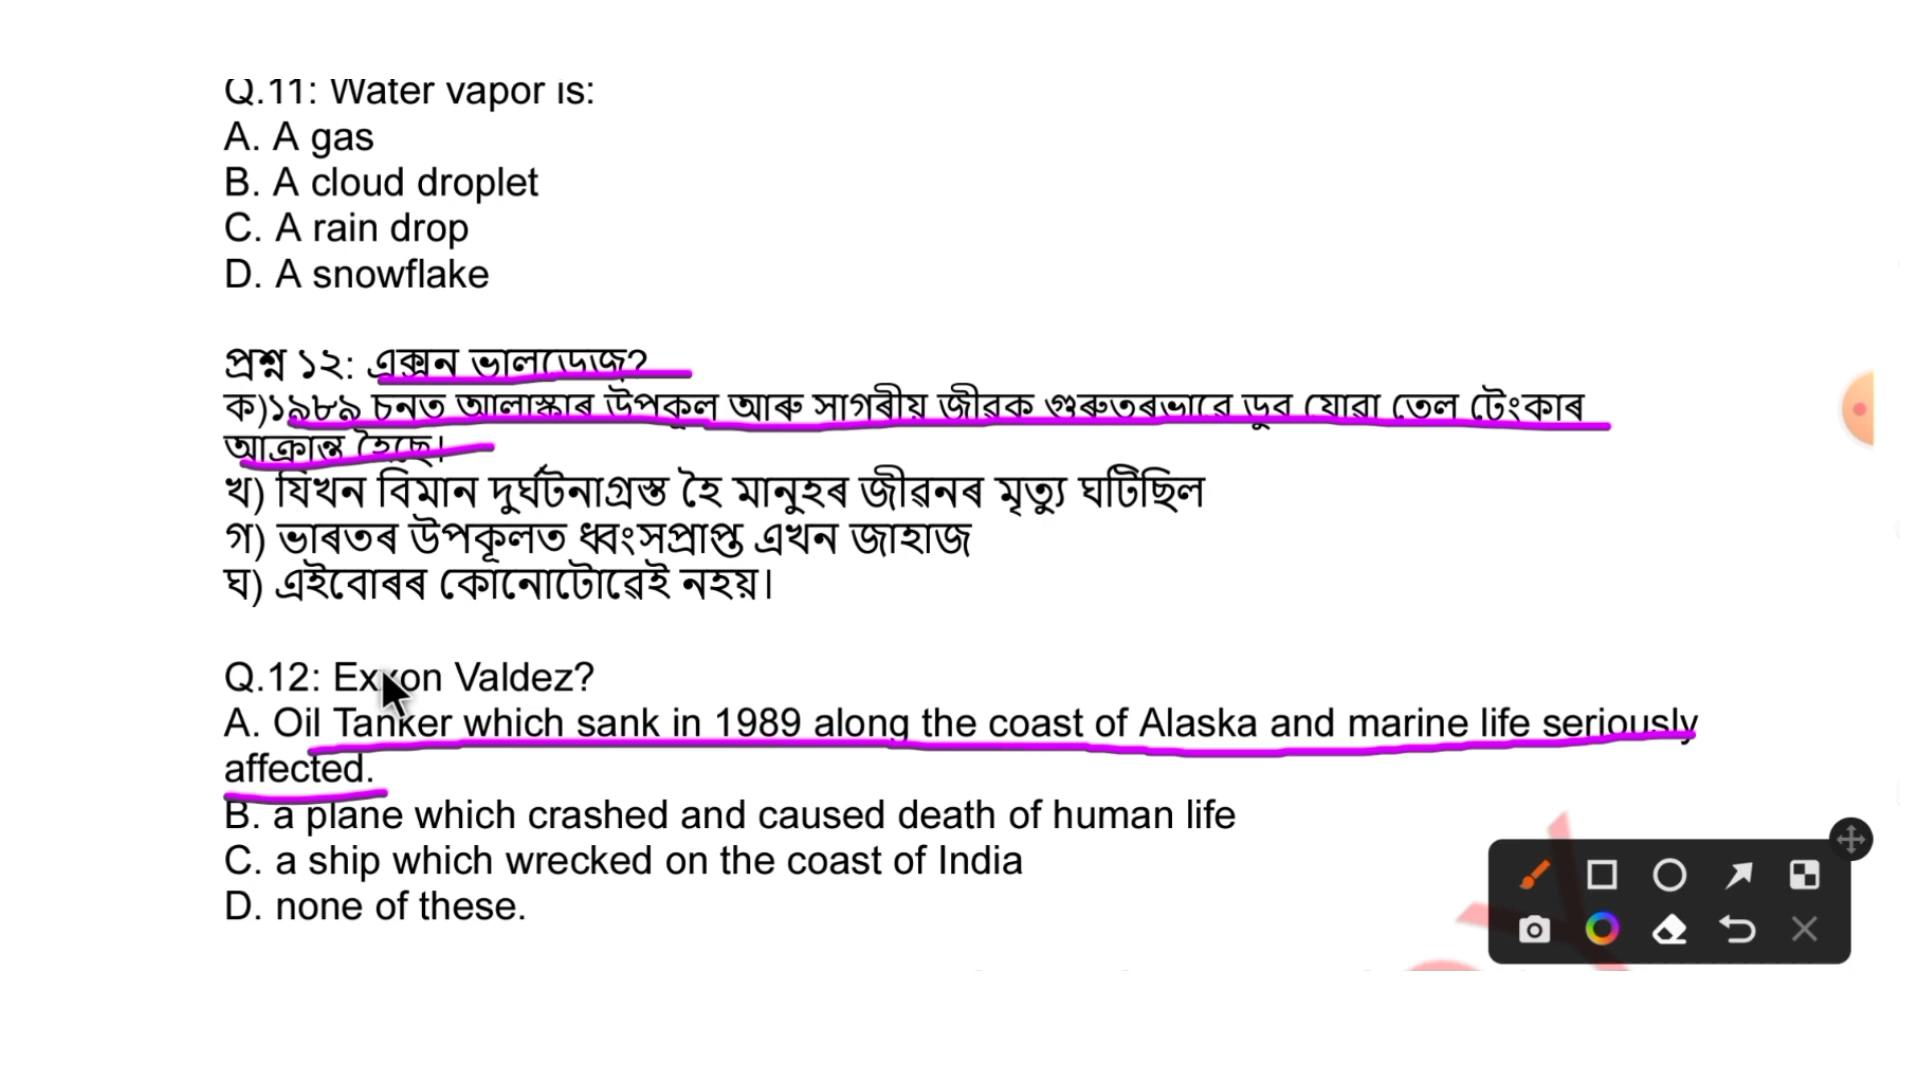 Q.11: Water vapor is:
A. A gas
B. A cloud droplet
C. A rain drop
D. A snowflake
প্ৰশ্ন ১২: এক্সন ভালডেজ?
ক)১৯৮৯ চনত আলাস্কাৰ উপকূল আৰু সাগৰীয় জীৱক গুৰুতৰভাৱে ডুব যোৱা তেল টেংকাৰ
আক্ৰান্ত হৈছে।
খ) যিখন বিমান দুৰ্ঘটনাগ্ৰস্ত হৈ মানুহৰ জীৱনৰ মৃত্যু ঘটিছিল
গ) ভাৰতৰ উপকূলত ধ্বংসপ্ৰাপ্ত এখন জাহাজ
ঘ) এইবোৰৰ কোনোটোৱেই নহয়।
Q.12: Exxon Valdez?
A. Oil Tanker which sank in 1989 along the coast of Alaska and marine life seriously
affected.
B. a plane which crashed and caused death of human life
C. a ship which wrecked on the coast of India
D. none of these.